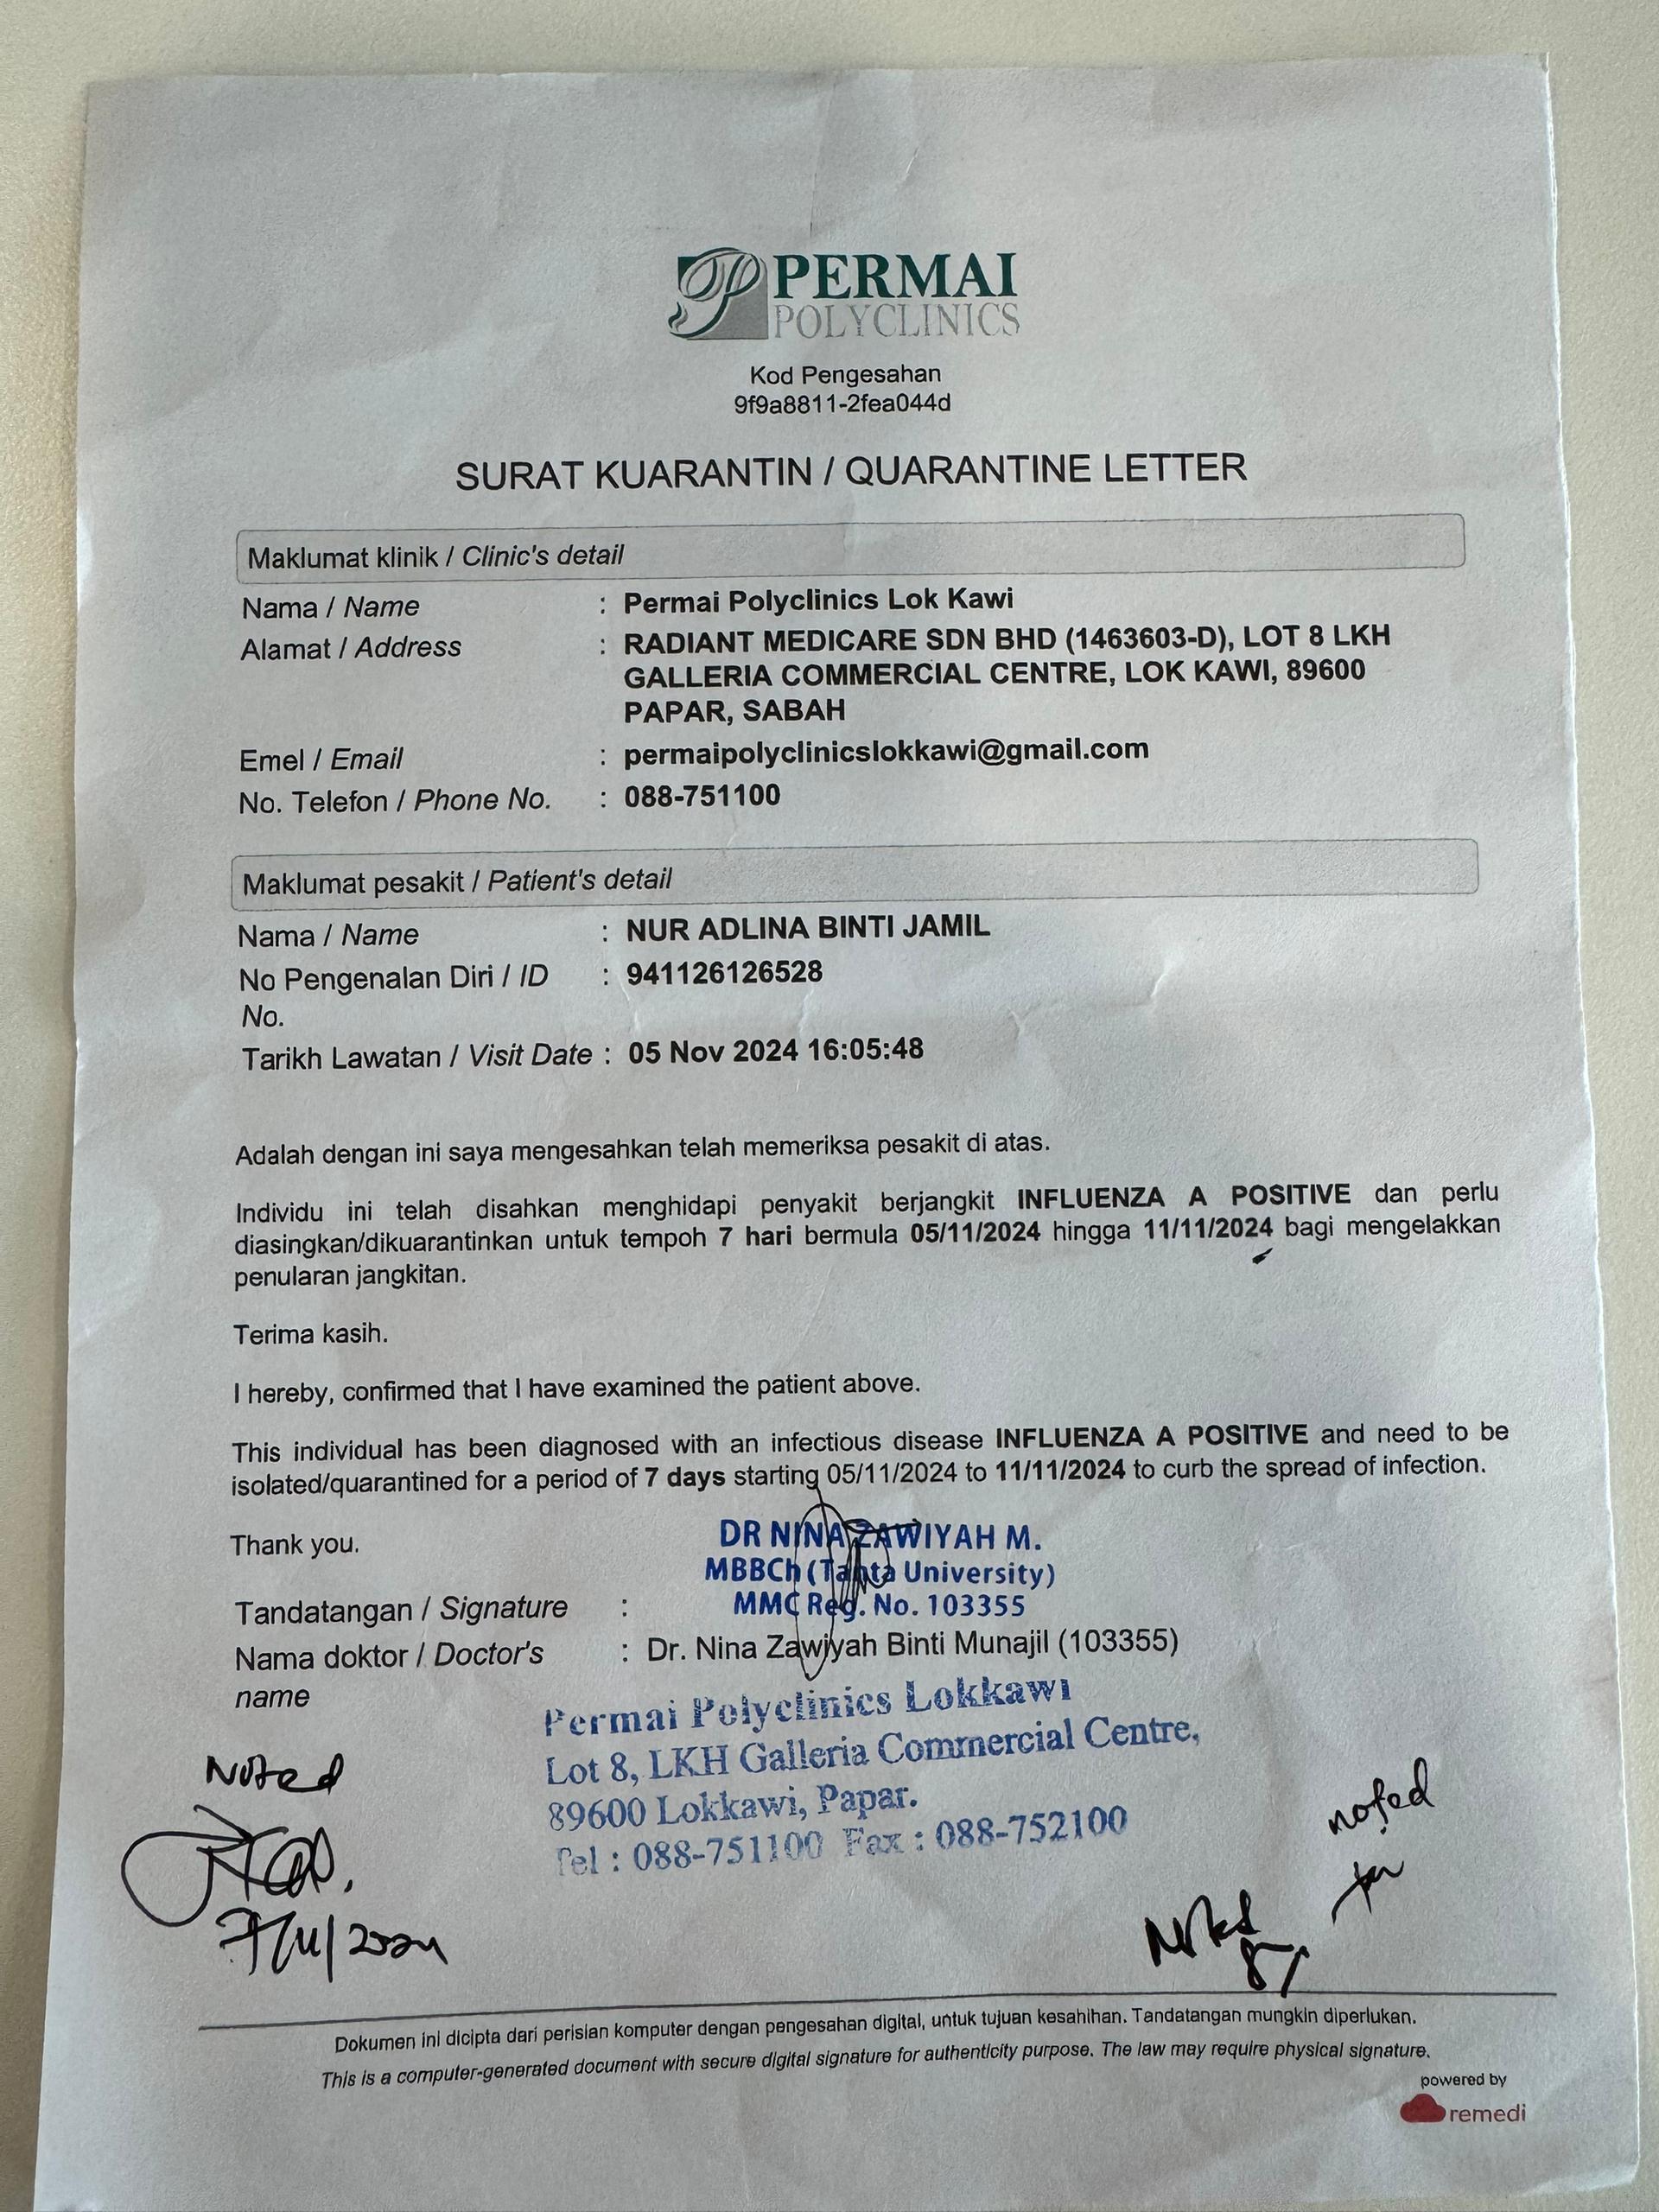 PERMAI
POLYCLINICS
Kod Pengesahan
9f9a8811-2fea044d
SURAT KUARANTIN / QUARANTINE LETTER
Maklumat klinik / Clinic's detail
Nama / Name : Permai Polyclinics Lok Kawi
Alamat / Address : RADIANT MEDICARE SDN BHD (1463603-D), LOT 8 LKH
GALLERIA COMMERCIAL CENTRE, LOK KAWI, 89600
PAPAR, SABAH
Emel / Email : permaipolyclinicslokkawi@gmail.com
No. Telefon / Phone No. : 088-751100
Maklumat pesakit / Patient's detail
Nama / Name : NUR ADLINA BINTI JAMIL
No Pengenalan Diri / ID : 941126126528
No.
Tarikh Lawatan / Visit Date : 05 Nov 2024 16:05:48
Adalah dengan ini saya mengesahkan telah memeriksa pesakit di atas.
Individu ini telah disahkan menghidapi penyakit berjangkit INFLUENZA A POSITIVE dan perlu
diasingkan/dikuarantinkan untuk tempoh 7 hari bermula 05/11/2024 hingga 11/11/2024 bagi mengelakkan
penularan jangkitan.
Terima kasih.
I hereby, confirmed that I have examined the patient above.
This individual has been diagnosed with an infectious disease INFLUENZA A POSITIVE and need to be
isolated/quarantined for a period of 7 days starting 05/11/2024 to 11/11/2024 to curb the spread of infection.
Thank you.
DR NINA ZAWIYAH M.
MBBCh (Tanta University)
MMC Reg. No. 103355
Tandatangan / Signature :
Nama doktor / Doctor's : Dr. Nina Zawiyah Binti Munajil (103355)
name
Permai Polyclinics Lokkawi
Lot 8, LKH Galleria Commercial Centre,
89600 Lokkawi, Papar.
Tel : 088-751100 Fax : 088-752100
Noted
7/11/2024
noted
Dokumen ini dicipta dari perisian komputer dengan pengesahan digital, untuk tujuan kesahihan. Tandatangan mungkin diperlukan.
This is a computer-generated document with secure digital signature for authenticity purpose. The law may require physical signature.
powered by
remedi